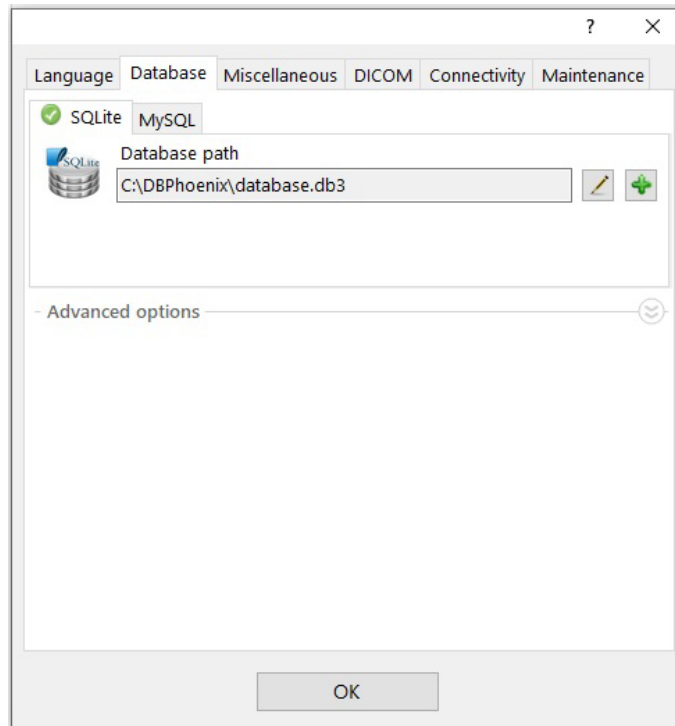 ?
Language Database Miscellaneous DICOM Connectivity Maintenance
SQLite MySQL
SQLite
Database path
C:\DBPhoenix\database.db3
Advanced options
OK